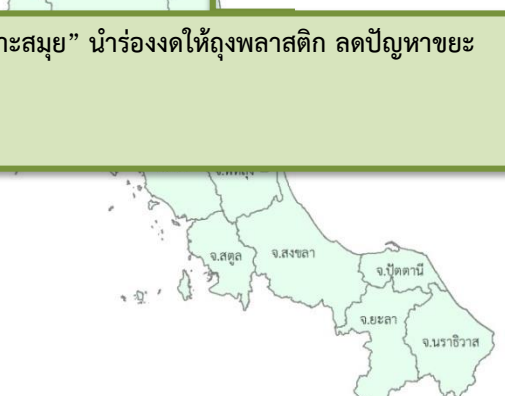 าะสมุย” นำร่องงดให้ถุงพลาสติก ลดปัญหาขยะ
จ.สตูล
จ.สงขลา
จ.ปัตตานี
จ.ยะลา
จ.นราธิวาส